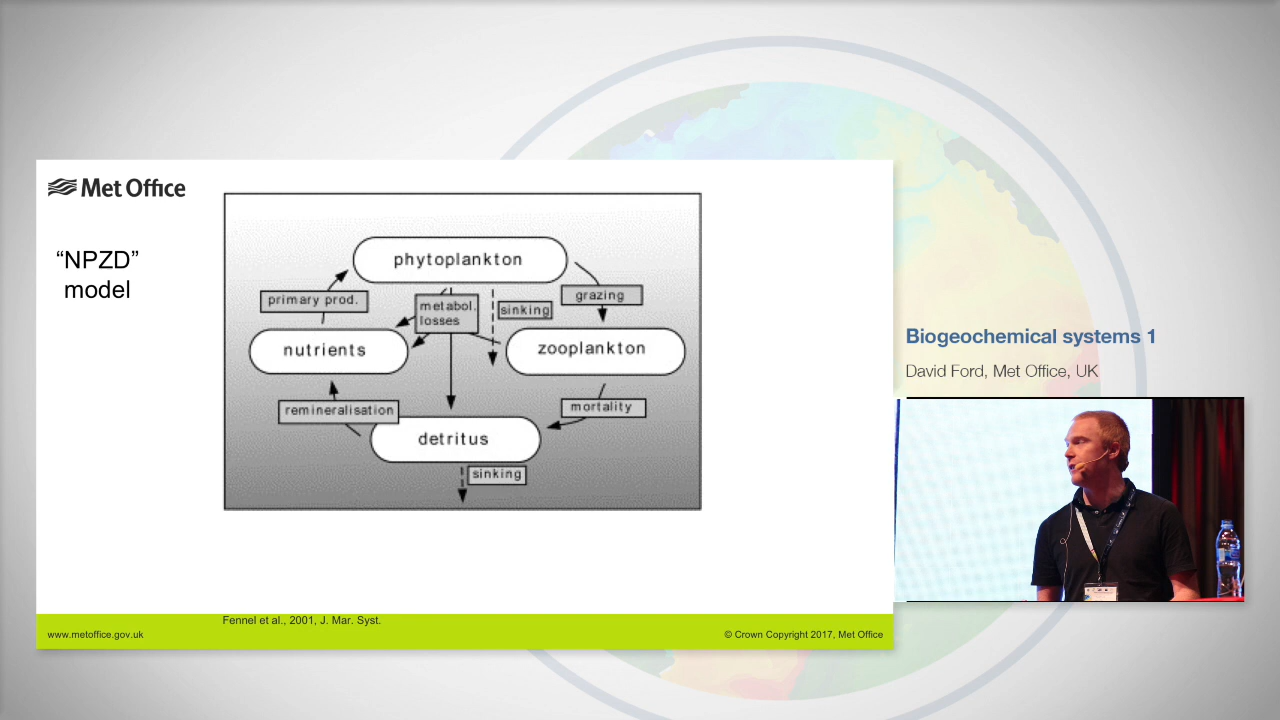 Met Office
“NPZD”
model
phytoplankton
primary prod.
metabol.
losses
sinking
grazing
nutrients
zooplankton
remineralisation
mortality
detritus
sinking
Fennel et al., 2001, J. Mar. Syst.
www.metoffice.gov.uk
© Crown Copyright 2017, Met Office
Biogeochemical systems 1
David Ford, Met Office, UK